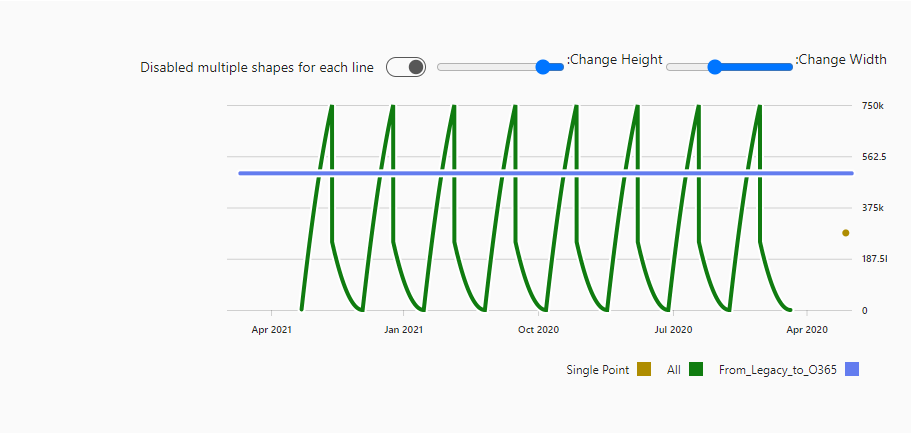 Disabled multiple shapes for each line
:Change Height
:Change Width
750k
562.5
375k
187.5l
0
Apr 2021
Jan 2021
Oct 2020
Jul 2020
Apr 2020
Single Point
All
From_Legacy_to_O365